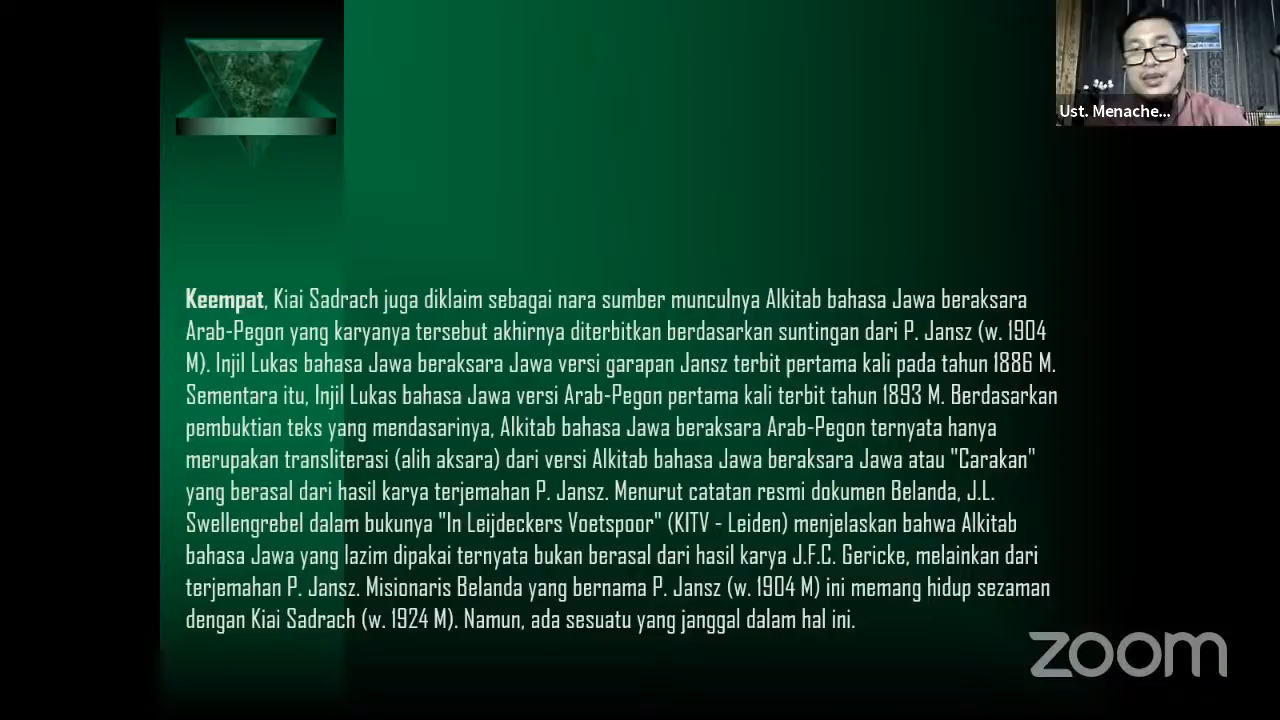 Ust. Menache...
Keempat, Kiai Sadrach juga diklaim sebagai nara sumber munculnya Alkitab bahasa Jawa beraksara
Arab-Pegon yang karyanya tersebut akhirnya diterbitkan berdasarkan suntingan dari P. Jansz (w. 1904
M). Injil Lukas bahasa Jawa beraksara Jawa versi garapan Jansz terbit pertama kali pada tahun 1886 M.
Sementara itu, Injil Lukas bahasa Jawa versi Arab-Pegon pertama kali terbit tahun 1893 M. Berdasarkan
pembuktian teks yang mendasarinya, Alkitab bahasa Jawa beraksara Arab-Pegon ternyata hanya
merupakan transliterasi (alih aksara) dari versi Alkitab bahasa Jawa beraksara Jawa atau "Carakan"
yang berasal dari hasil karya terjemahan P. Jansz. Menurut catatan resmi dokumen Belanda, J.L.
Swellengrebel dalam bukunya "In Leijdeckers Voetspoor" (KITV - Leiden) menjelaskan bahwa Alkitab
bahasa Jawa yang lazim dipakai ternyata bukan berasal dari hasil karya J.F.C. Gericke, melainkan dari
terjemahan P. Jansz. Misionaris Belanda yang bernama P. Jansz (w. 1904 M) ini memang hidup sezaman
dengan Kiai Sadrach (w. 1924 M). Namun, ada sesuatu yang janggal dalam hal ini.
zoom